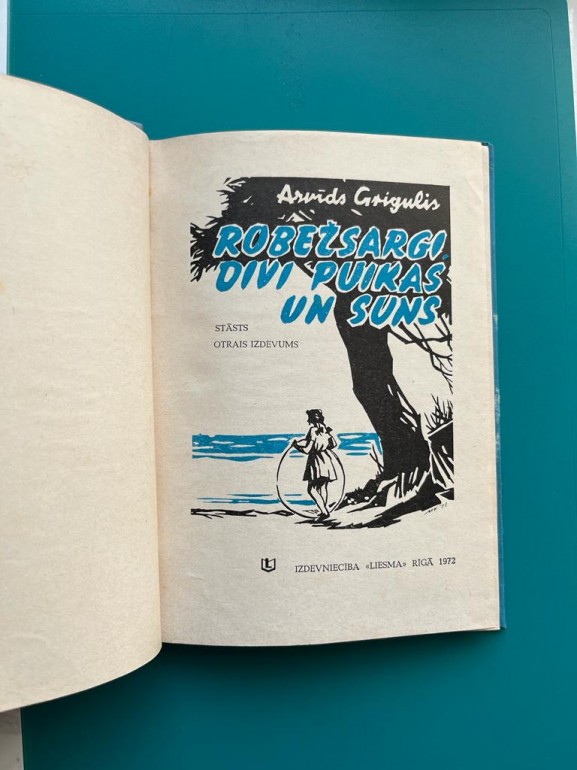 Arvīds Grigulis
ROBEŽSARGI,
DIVI PUIKAS
UN SUNS
STĀSTS
OTRAIS IZDEVUMS
IZDEVNIECĪBA «LIESMA» RĪGĀ 1972